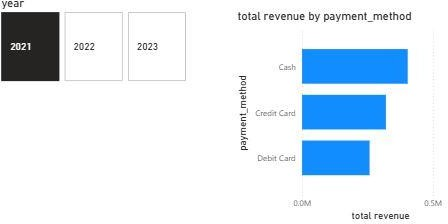 year
2021
2022
2023
total revenue by payment_method
payment_method
Cash
Credit Card
Debit Card
0.0M
0.5M
total revenue